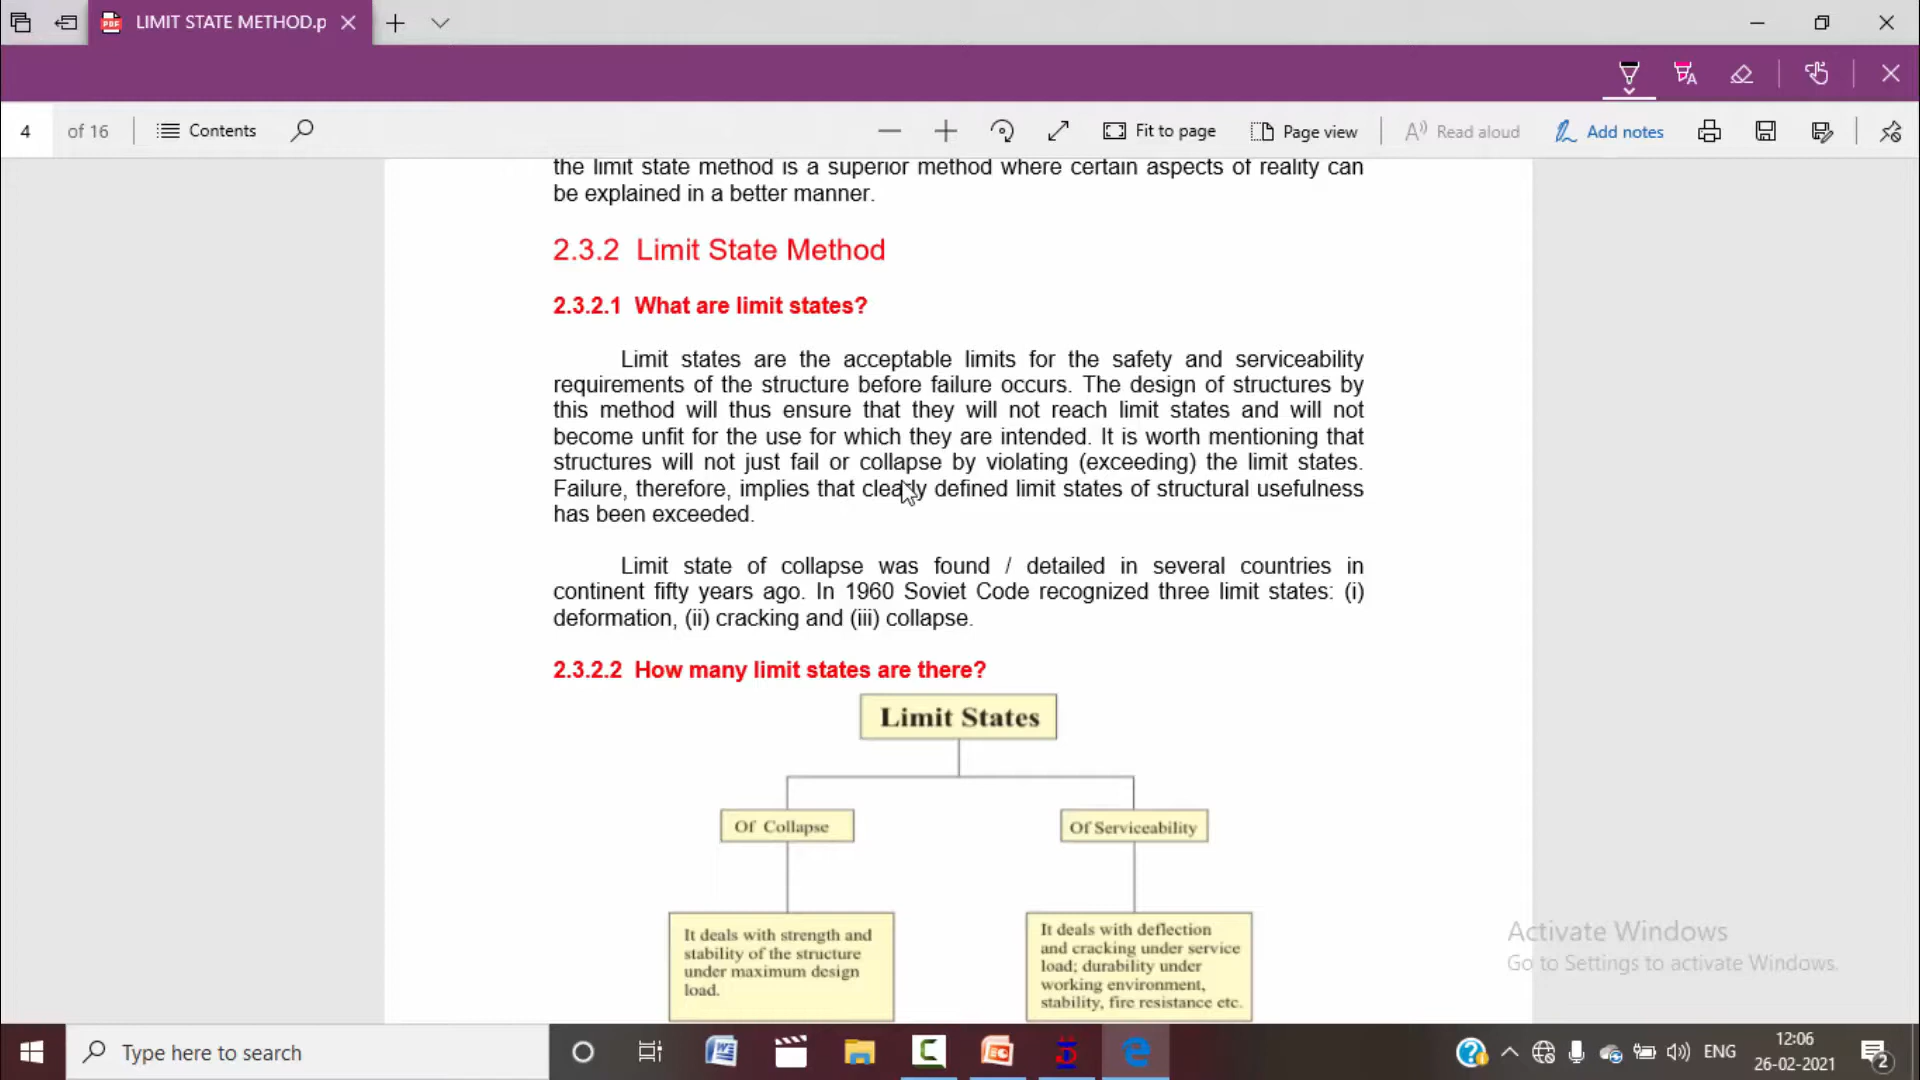 LIMIT STATE METHOD.p
4 of 16 Contents Fit to page Page view Read aloud Add notes
the limit state method is a superior method where certain aspects of reality can
be explained in a better manner.
2.3.2 Limit State Method
2.3.2.1 What are limit states?
Limit states are the acceptable limits for the safety and serviceability
requirements of the structure before failure occurs. The design of structures by
this method will thus ensure that they will not reach limit states and will not
become unfit for the use for which they are intended. It is worth mentioning that
structures will not just fail or collapse by violating (exceeding) the limit states.
Failure, therefore, implies that clearly defined limit states of structural usefulness
has been exceeded.
Limit state of collapse was found / detailed in several countries in
continent fifty years ago. In 1960 Soviet Code recognized three limit states: (i)
deformation, (ii) cracking and (iii) collapse.
2.3.2.2 How many limit states are there?
Limit States
Of Collapse
Of Serviceability
It deals with strength and
stability of the structure
under maximum design
load.
It deals with deflection
and cracking under service
load; durability under
working environment,
stability, fire resistance etc.
Activate Windows
Go to Settings to activate Windows.
Type here to search
ENG
12:06
26-02-2021
2